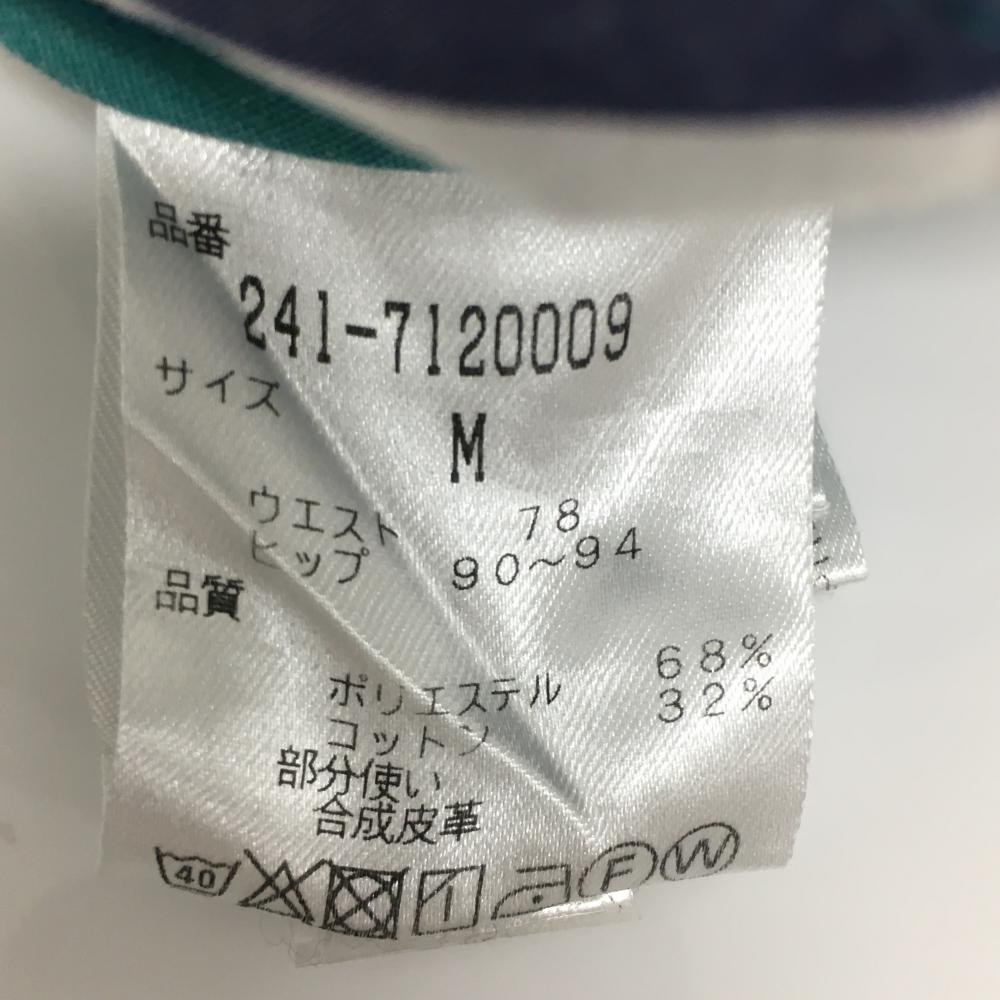 品番
241-7120009
サイズ
M
ウエスト 78
ヒップ 90～94
品質
ポリエステル 68%
コットン 32%
部分使い
合成皮革
40 F W